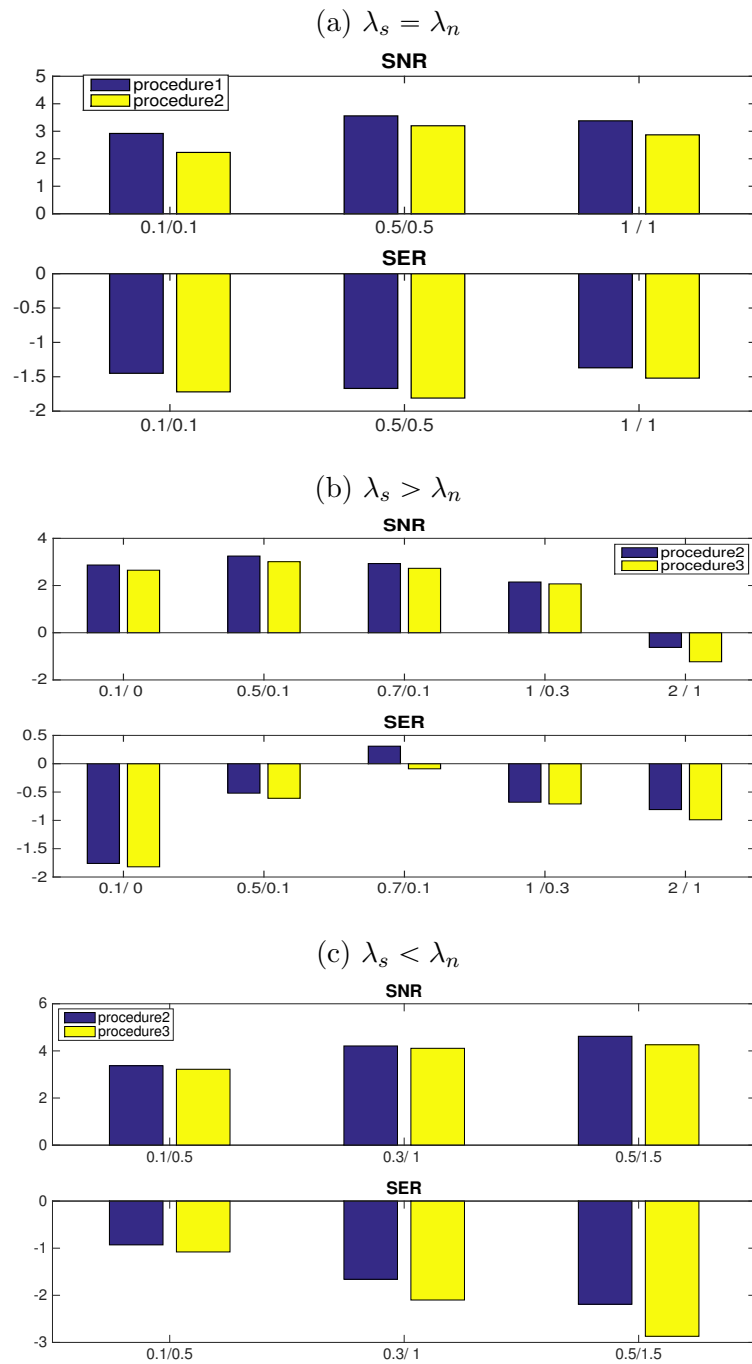 (a) λₛ = λₙ
SNR
5
4
3
2
1
0
procedure1
procedure2
0.1/0.1 0.5/0.5 1 / 1
SER
0
-0.5
-1
-1.5
-2
0.1/0.1 0.5/0.5 1 / 1
(b) λₛ > λₙ
SNR
4
2
0
-2
procedure2
procedure3
0.1/ 0 0.5/0.1 0.7/0.1 1 /0.3 2 / 1
SER
0.5
0
-0.5
-1
-1.5
-2
0.1/ 0 0.5/0.1 0.7/0.1 1 /0.3 2 / 1
(c) λₛ < λₙ
SNR
6
4
2
0
procedure2
procedure3
0.1/0.5 0.3/ 1 0.5/1.5
SER
0
-1
-2
-3
0.1/0.5 0.3/ 1 0.5/1.5